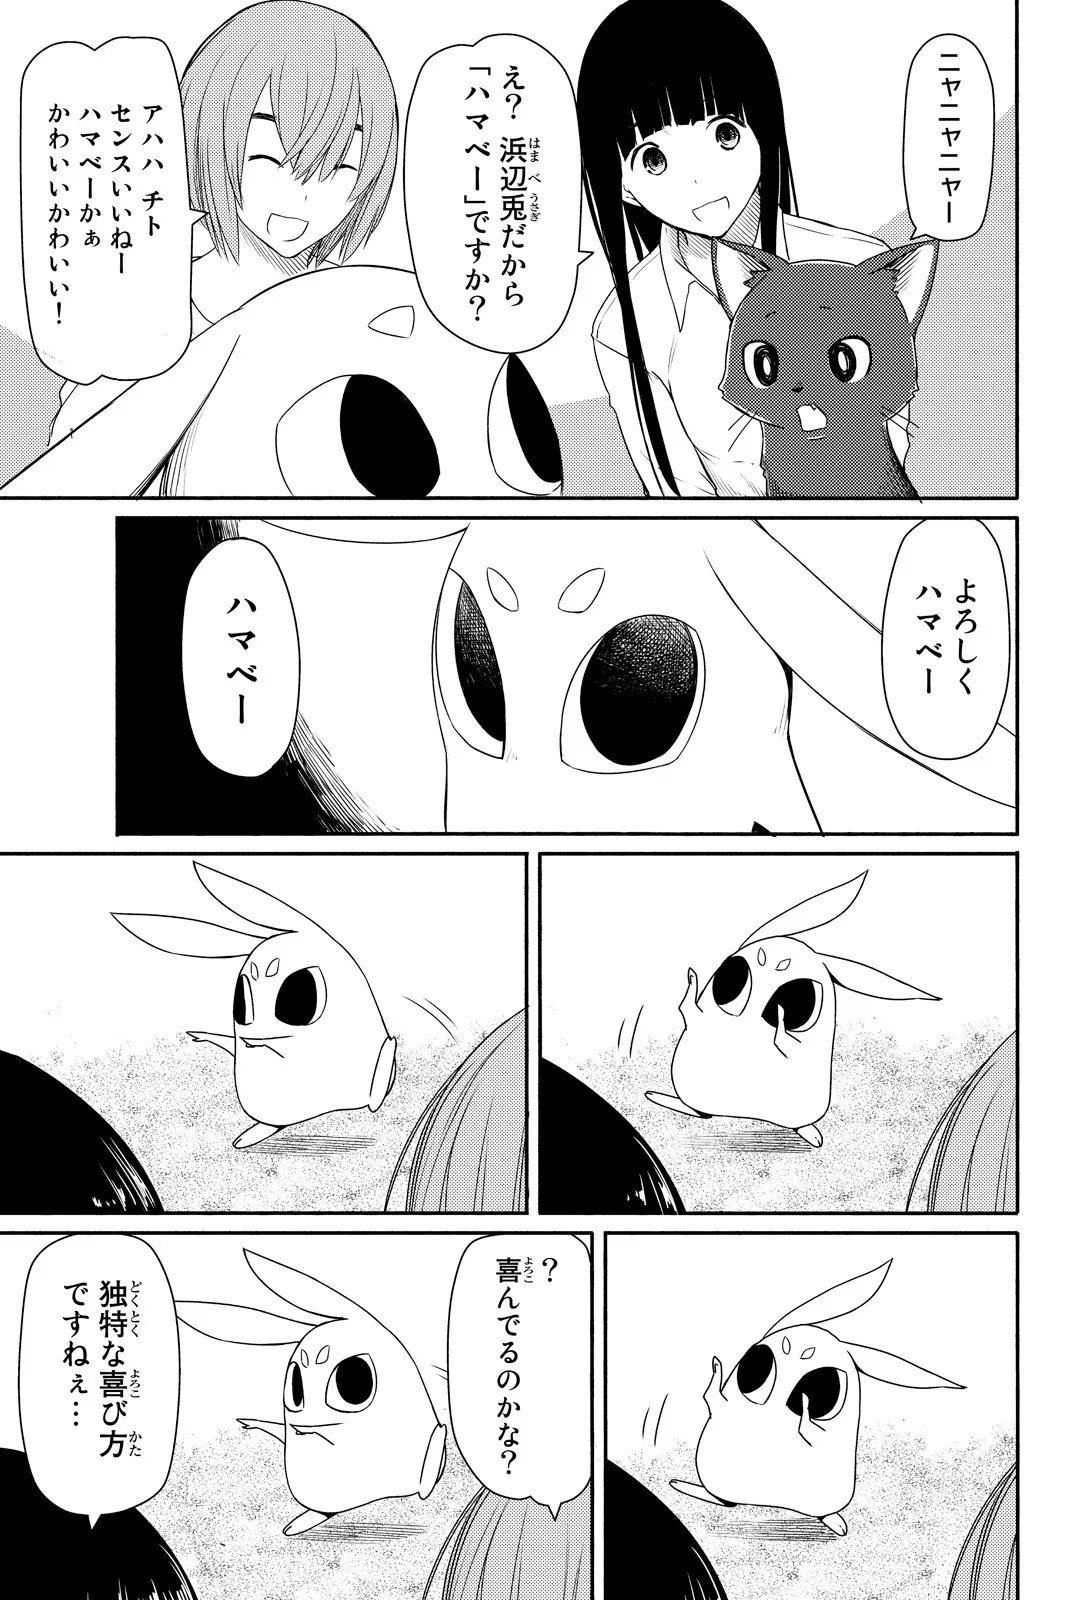 ニャニャニャー
え？ 浜辺兎だから
「ハマベー」ですか？
アハハ チト
センスいいねー
ハマベーかぁ
かわいいかわいい！
よろしく
ハマベー
ハマベー
？
喜んでるのかな？
独特な喜び方
ですねぇ…